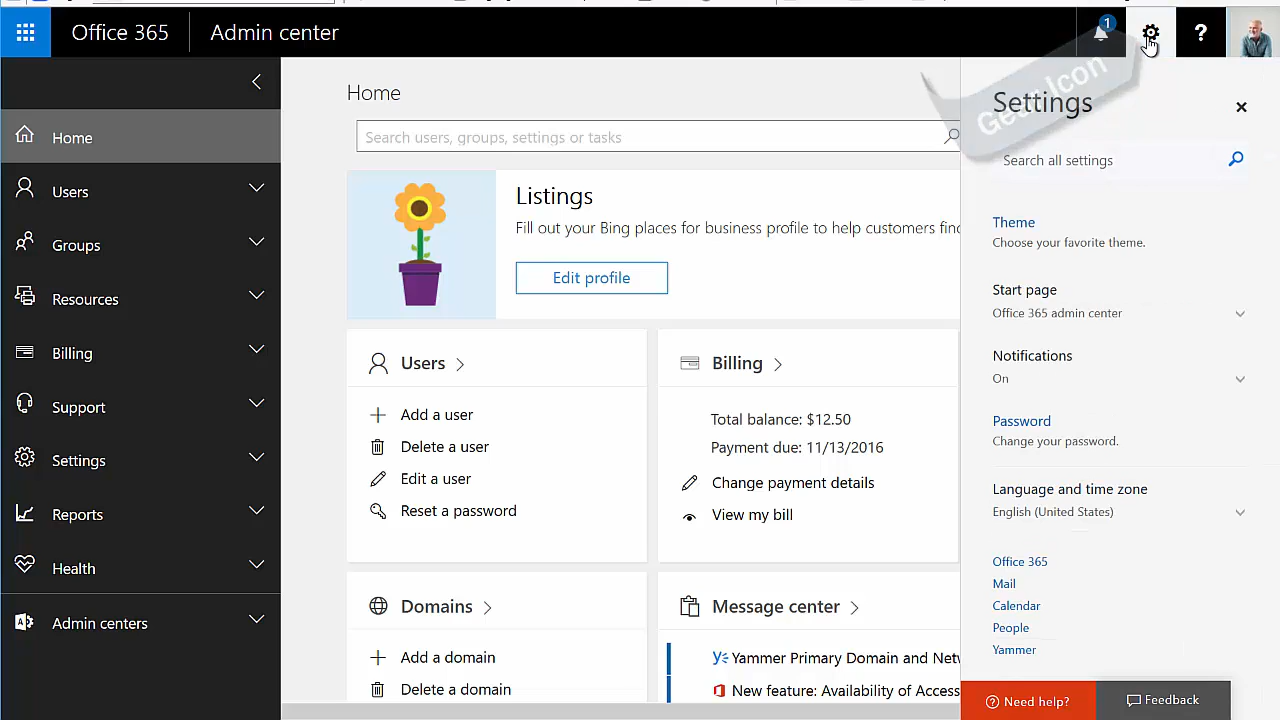 Office 365
Admin center
1
?
Home
Users
Groups
Resources
Billing
Support
Settings
Reports
Health
Admin centers
Home
Search users, groups, settings or tasks
Listings
Fill out your Bing places for business profile to help customers find
Edit profile
Users
Add a user
Delete a user
Edit a user
Reset a password
Billing
Total balance: $12.50
Payment due: 11/13/2016
Change payment details
View my bill
Domains
Add a domain
Delete a domain
Message center
Yammer Primary Domain and Netw
New feature: Availability of Access
Gear Icon
Settings
Search all settings
Theme
Choose your favorite theme.
Start page
Office 365 admin center
Notifications
On
Password
Change your password.
Language and time zone
English (United States)
Office 365
Mail
Calendar
People
Yammer
Need help?
Feedback